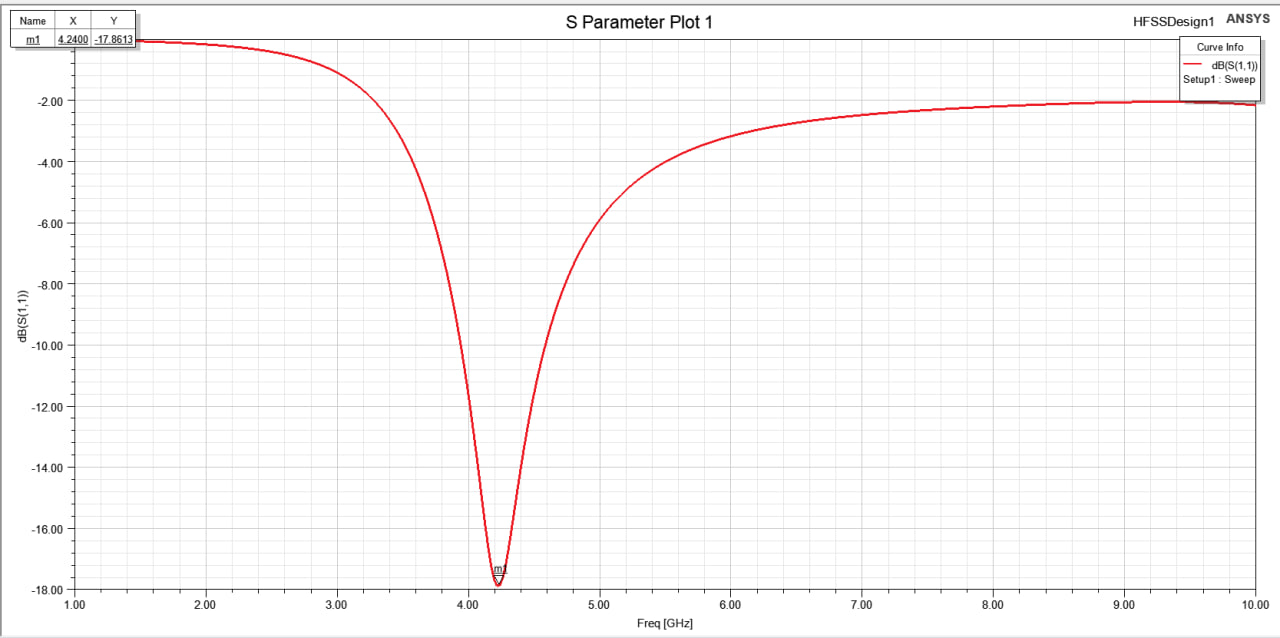 S Parameter Plot 1
HFSSDesign1 ANSYS
Name X Y
m1 4.2400 -17.8613
Curve Info
dB(S(1,1))
Setup1 : Sweep
-2.00
-4.00
-6.00
-8.00
-10.00
-12.00
-14.00
-16.00
-18.00
dB(S(1,1))
m1
1.00 2.00 3.00 4.00 5.00 6.00 7.00 8.00 9.00 10.00
Freq [GHz]